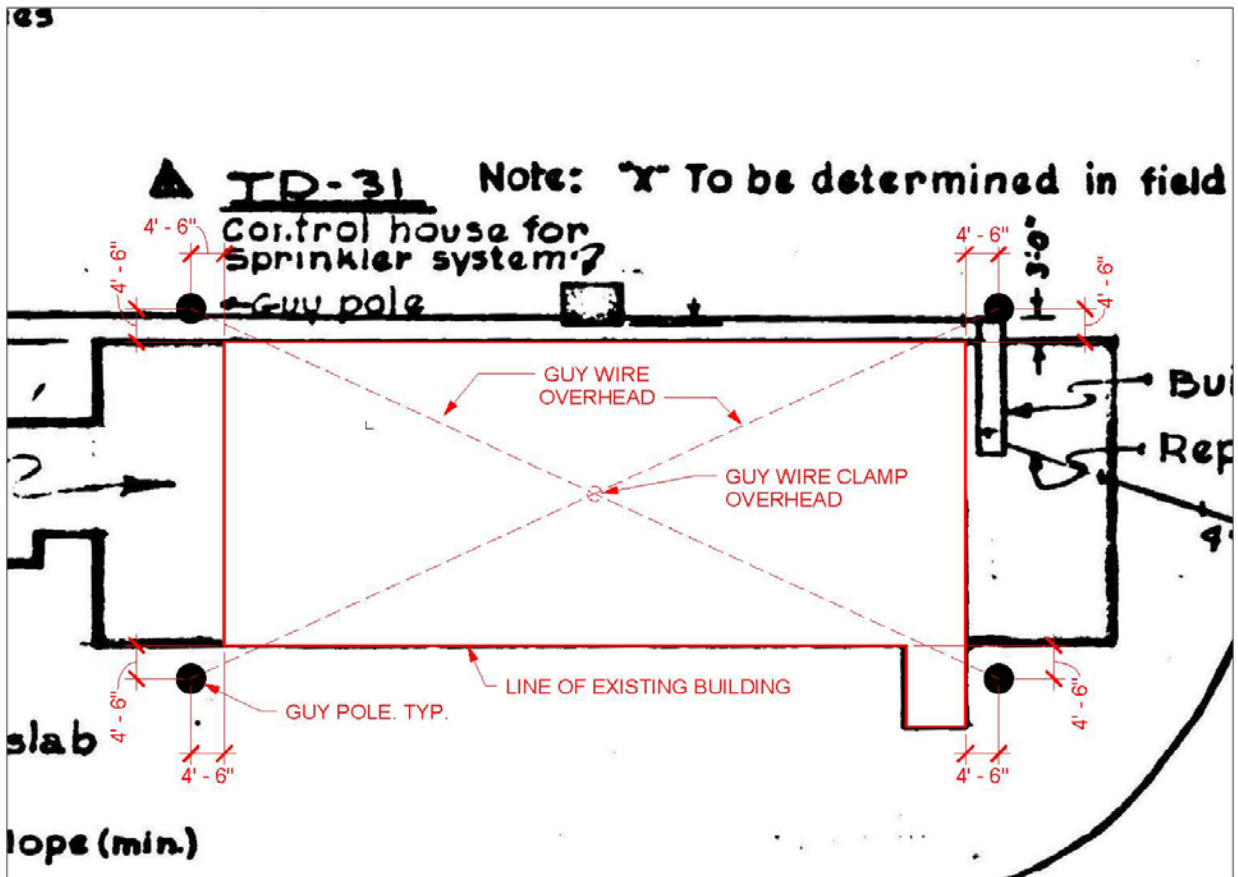 es
TD-31
Note: "X" To be determined in field
Control house for
Sprinkler system?
Guy pole
4' - 6"
4' - 6"
4' - 6"
3'-0"
4' - 6"
GUY WIRE
OVERHEAD
Bui
Rep
GUY WIRE CLAMP
OVERHEAD
4'
LINE OF EXISTING BUILDING
GUY POLE. TYP.
4' - 6"
4' - 6"
slab
4' - 6"
4' - 6"
lope (min.)